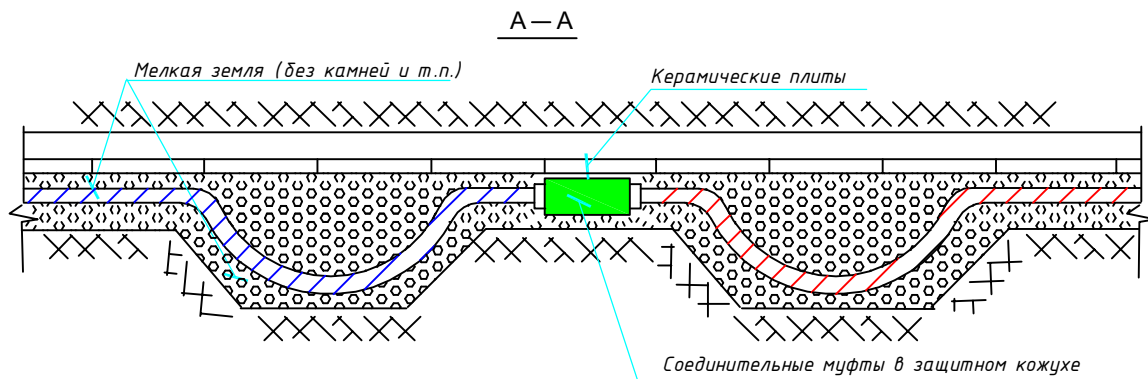 А — А
Мелкая земля (без камней и т.п.)
Керамические плиты
Соединительные муфты в защитном кожухе